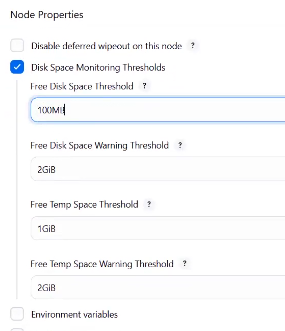 Node Properties
Disable deferred wipeout on this node ?
Disk Space Monitoring Thresholds
Free Disk Space Threshold ?
100MB
Free Disk Space Warning Threshold ?
2GiB
Free Temp Space Threshold ?
1GiB
Free Temp Space Warning Threshold ?
2GiB
Environment variables